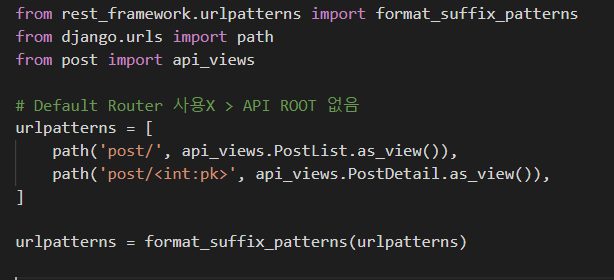 from rest_framework.urlpatterns import format_suffix_patterns
from django.urls import path
from post import api_views
# Default Router 사용X > API ROOT 없음
urlpatterns = [
path('post/', api_views.PostList.as_view()),
path('post/<int:pk>', api_views.PostDetail.as_view()),
]
urlpatterns = format_suffix_patterns(urlpatterns)